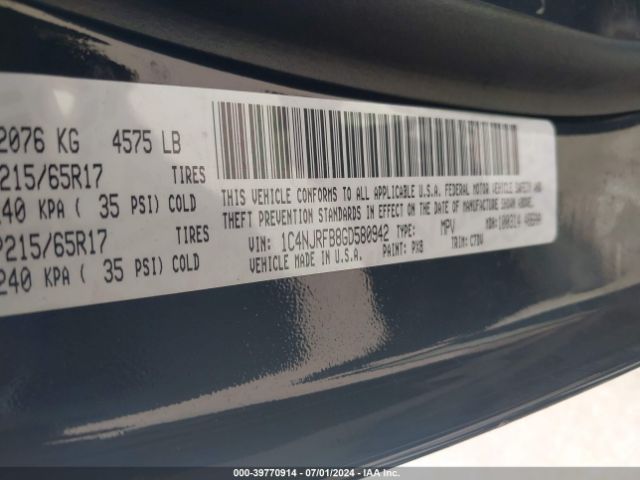 2076 KG 4575 LB
215/65R17 TIRES
240 KPA ( 35 PSI) COLD
P215/65R17 TIRES
240 KPA ( 35 PSI) COLD
THIS VEHICLE CONFORMS TO ALL APPLICABLE U.S.A. FEDERAL MOTOR VEHICLE SAFETY AND
THEFT PREVENTION STANDARDS IN EFFECT ON THE DATE OF MANUFACTURE SHOWN ABOVE.
VIN: 1C4NJRFB8GD580942 TYPE: MPV
VEHICLE MADE IN U.S.A. PAINT: PX8 TRIM: MDH:
000-39770914 - 07/01/2024 - IAA Inc.